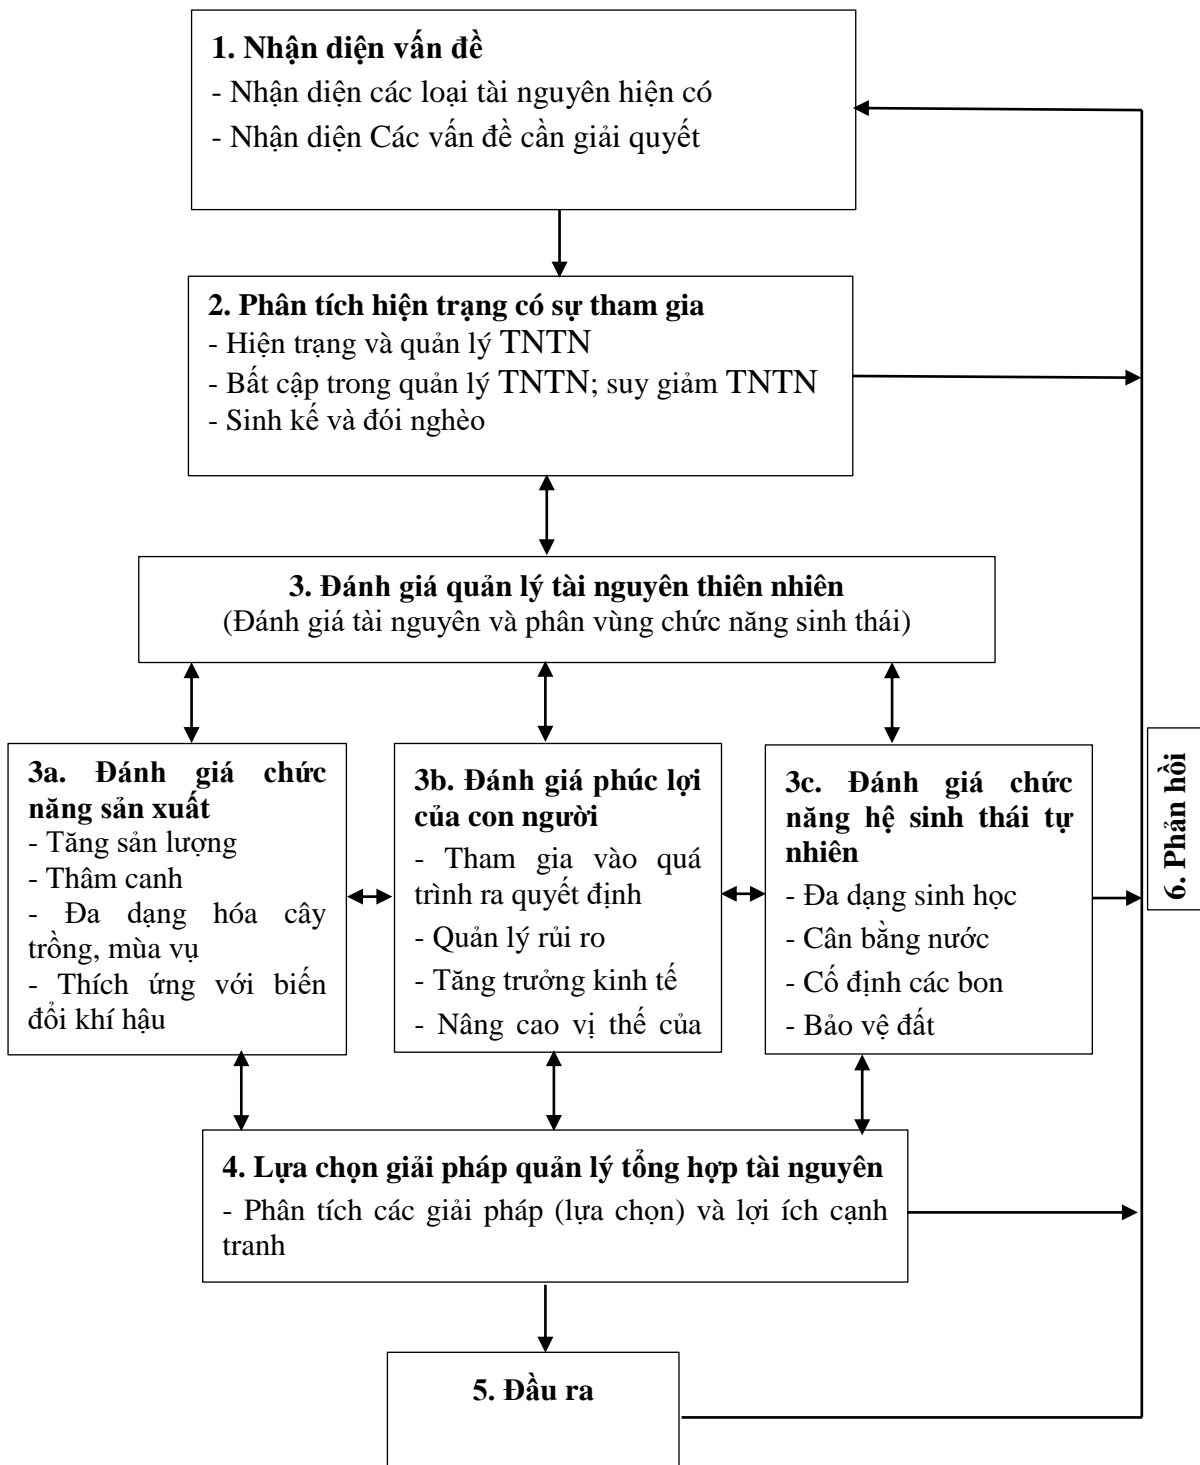 1. Nhận diện vấn đề
- Nhận diện các loại tài nguyên hiện có
- Nhận diện Các vấn đề cần giải quyết
2. Phân tích hiện trạng có sự tham gia
- Hiện trạng và quản lý TNTN
- Bất cập trong quản lý TNTN; suy giảm TNTN
- Sinh kế và đói nghèo
3. Đánh giá quản lý tài nguyên thiên nhiên
(Đánh giá tài nguyên và phân vùng chức năng sinh thái)
3a. Đánh giá chức
năng sản xuất
- Tăng sản lượng
- Thâm canh
- Đa dạng hóa cây
trồng, mùa vụ
- Thích ứng với biến
đổi khí hậu
3b. Đánh giá phúc lợi
của con người
- Tham gia vào quá
trình ra quyết định
- Quản lý rủi ro
- Tăng trưởng kinh tế
- Nâng cao vị thế của
3c. Đánh giá chức
năng hệ sinh thái tự
nhiên
- Đa dạng sinh học
- Cân bằng nước
- Cố định các bon
- Bảo vệ đất
6. Phản hồi
4. Lựa chọn giải pháp quản lý tổng hợp tài nguyên
- Phân tích các giải pháp (lựa chọn) và lợi ích cạnh
tranh
5. Đầu ra